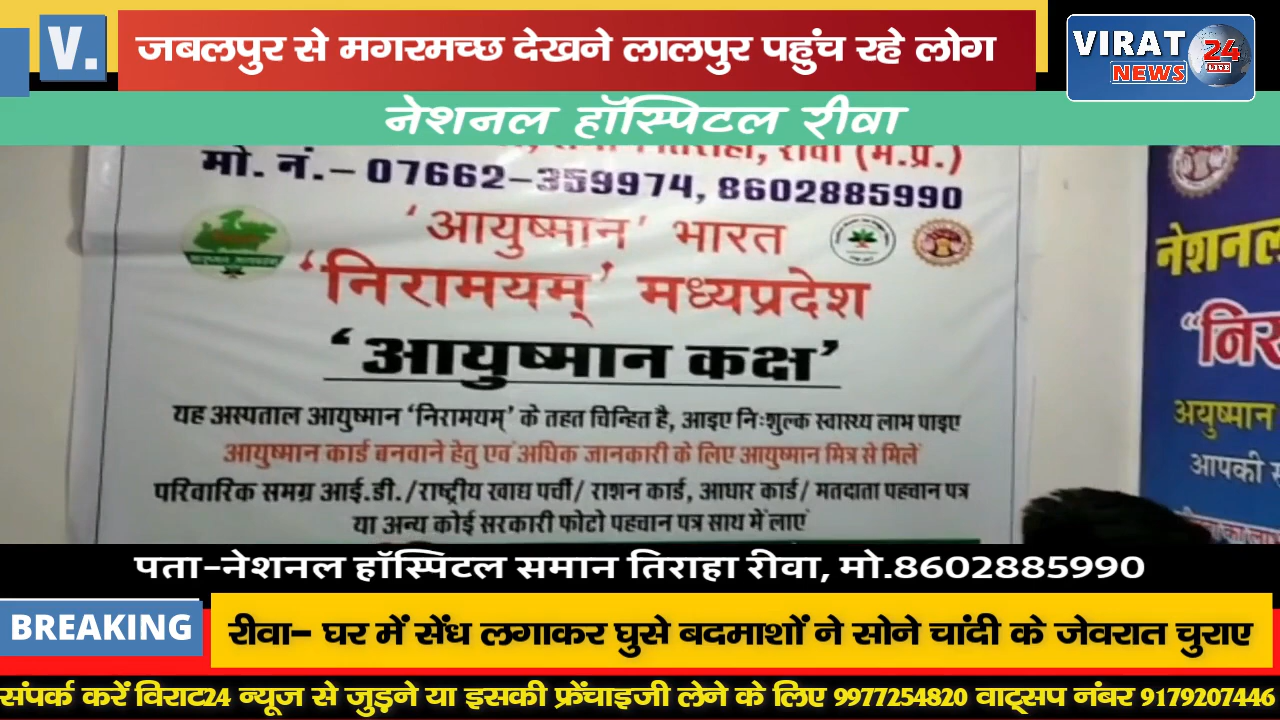 V.
जबलपुर से मगरमच्छ देखने लालपुर पहुंच रहे लोग
VIRAT 24
NEWS LIVE
नेशनल हॉस्पिटल रीवा
रीवा (म.प्र.)
मो. नं.– 07662–359974, 8602885990
‘आयुष्मान’ भारत
‘निरामयम्’ मध्यप्रदेश
‘आयुष्मान कक्ष’
यह अस्पताल आयुष्मान ‘निरामयम्’ के तहत चिन्हित है, आइए निःशुल्क स्वास्थ्य लाभ पाइए
आयुष्मान कार्ड बनवाने हेतु एवं अधिक जानकारी के लिए आयुष्मान मित्र से मिलें
परिवारिक समग्र आई.डी./राष्ट्रीय खाद्य पर्ची/ राशन कार्ड, आधार कार्ड/ मतदाता पहचान पत्र
या अन्य कोई सरकारी फोटो पहचान पत्र साथ में लाएं
नेशनल
अयुष्मान
आपकी
पता-नेशनल हॉस्पिटल समान तिराहा रीवा, मो.8602885990
BREAKING
रीवा- घर में सेंध लगाकर घुसे बदमाशों ने सोने चांदी के जेवरात चुराए
संपर्क करें विराट24 न्यूज से जुड़ने या इसकी फ्रेंचाइजी लेने के लिए 9977254820 वाट्सप नंबर 9179207446